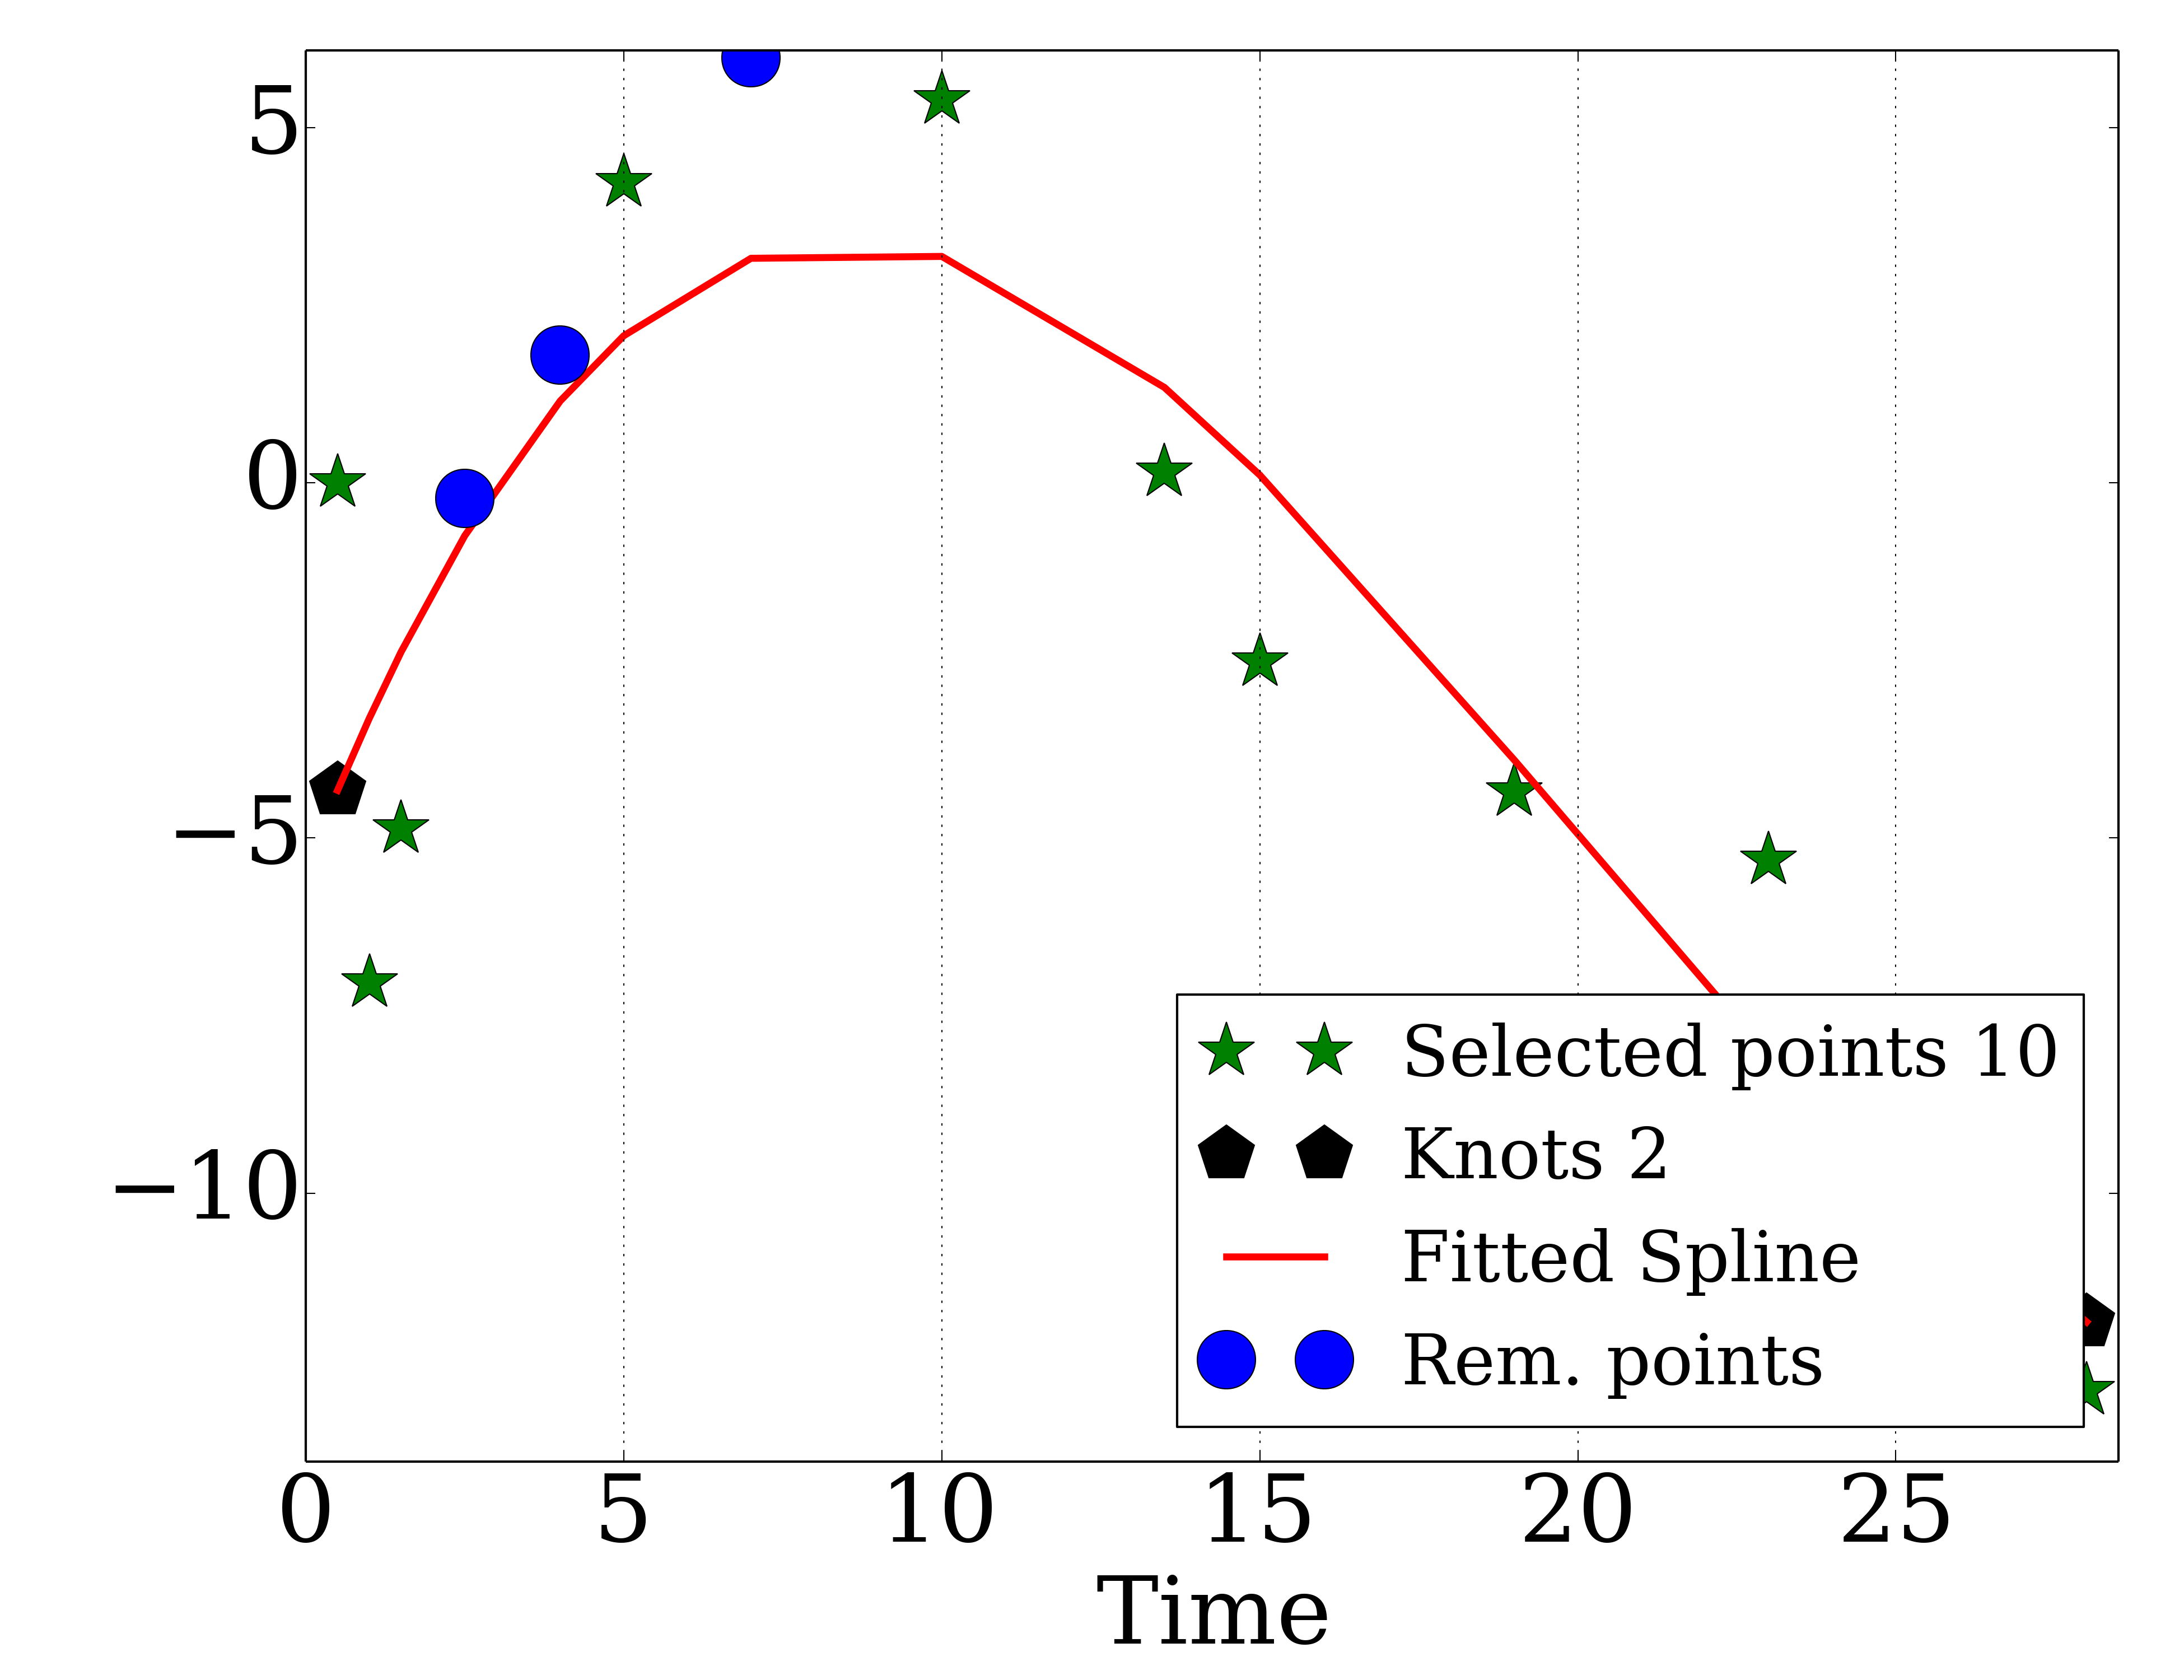 5
0
−5
−10
Selected points 10
Knots 2
Fitted Spline
Rem. points
0 5 10 15 20 25
Time